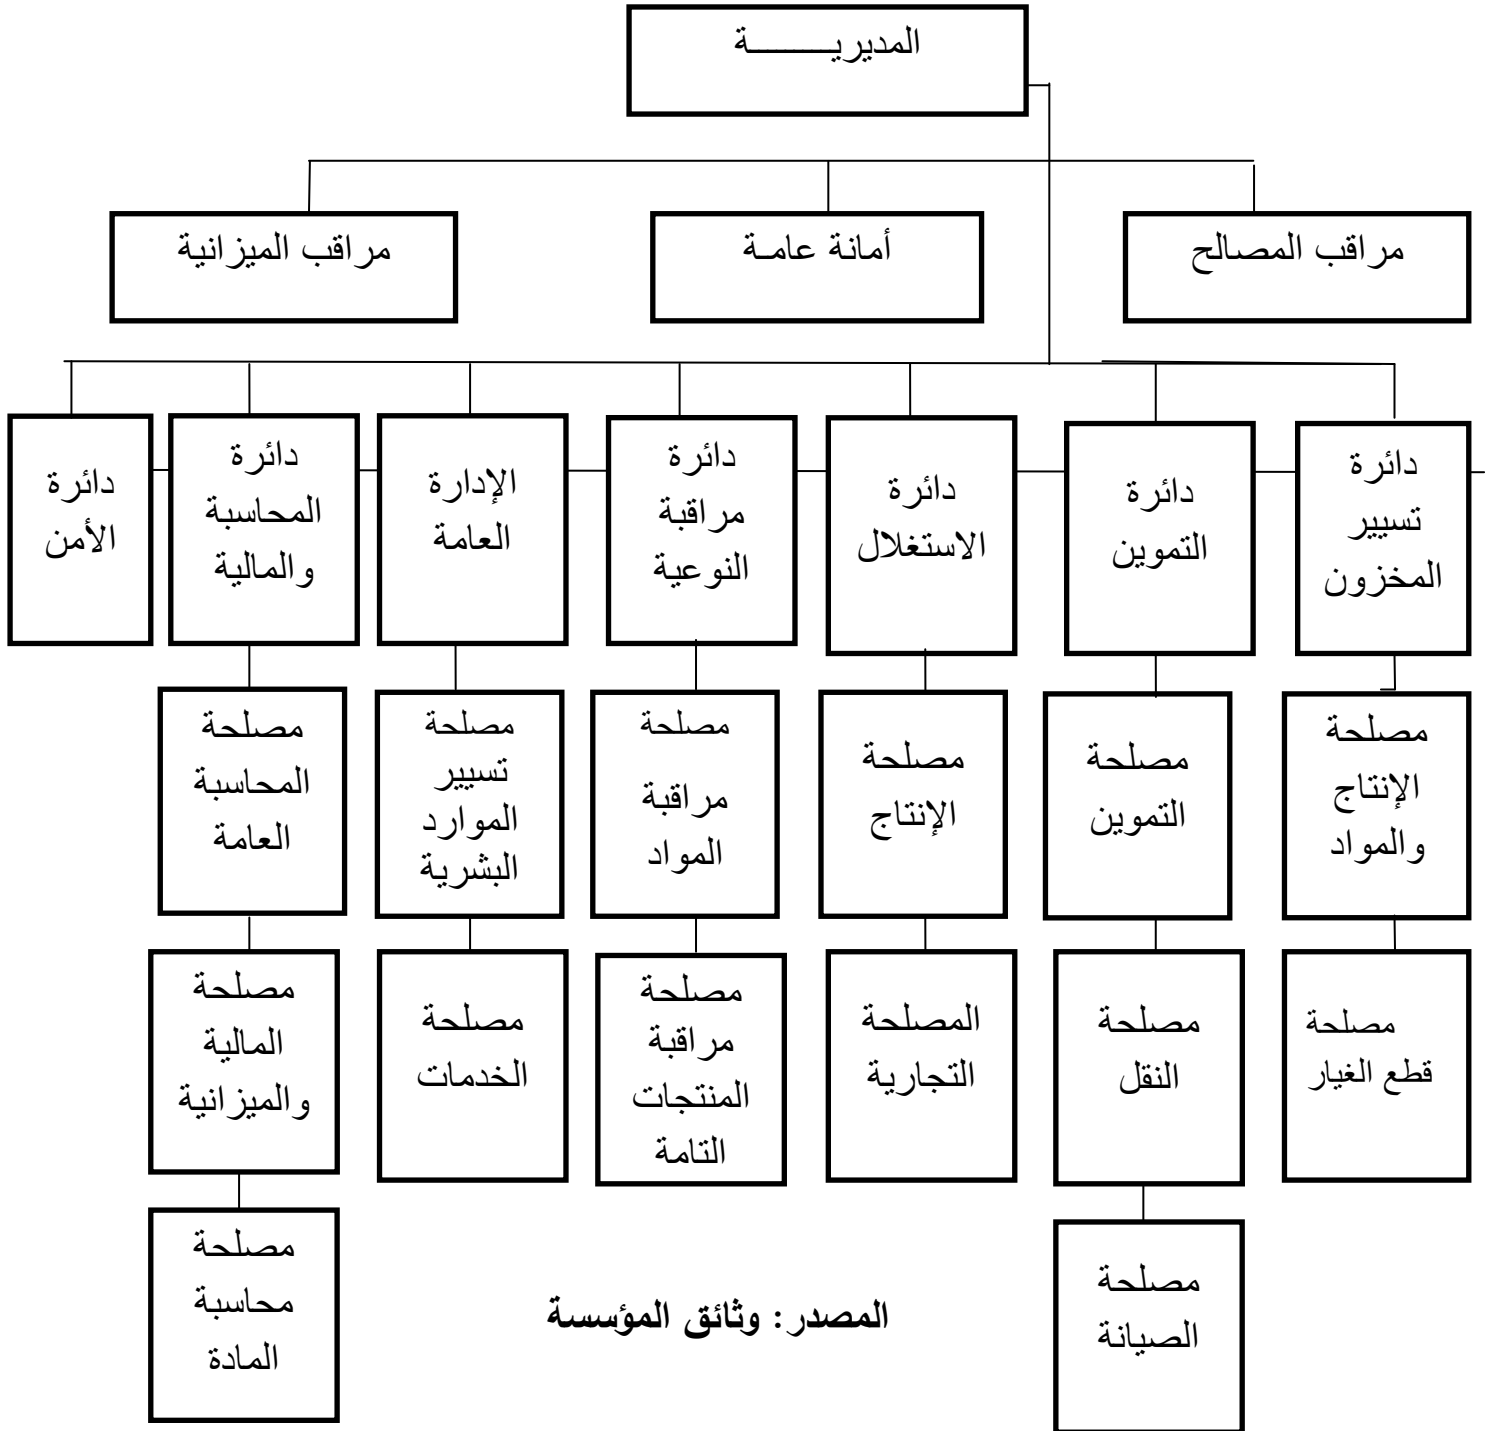 المديريـــــــــة
مراقب المصالح
أمانة عامـة
مراقب الميزانية
دائرة
تسيير
المخزون
دائرة
التموين
دائرة
الاستغلال
دائرة
مراقبة
النوعية
الإدارة
العامة
دائرة
المحاسبة
والمالية
دائرة
الأمن
مصلحة
الإنتاج
والمواد
مصلحة
التموين
مصلحة
الإنتاج
مصلحة
مراقبة
المواد
مصلحة
تسيير
الموارد
البشرية
مصلحة
المحاسبة
العامة
مصلحة
قطع الغيار
مصلحة
النقل
المصلحة
التجارية
مصلحة
مراقبة
المنتجات
التامة
مصلحة
الخدمات
مصلحة
المالية
والميزانية
مصلحة
الصيانة
مصلحة
محاسبة
المادة
المصدر: وثائق المؤسسة